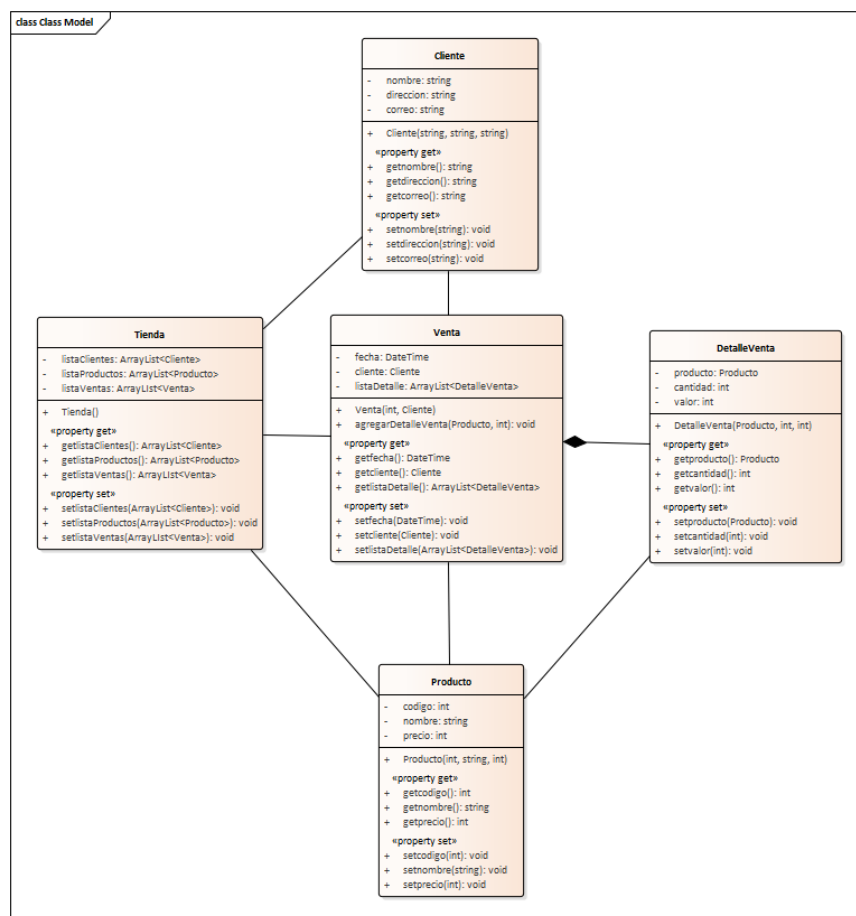 class Class Model
Cliente
- nombre: string
- direccion: string
- correo: string
+ Cliente(string, string, string)
«property get»
+ getnombre(): string
+ getdireccion(): string
+ getcorreo(): string
«property set»
+ setnombre(string): void
+ setdireccion(string): void
+ setcorreo(string): void
Tienda
- listaClientes: ArrayList<Cliente>
- listaProductos: ArrayList<Producto>
- listaVentas: ArrayLIst<Venta>
+ Tienda()
«property get»
+ getlistaClientes(): ArrayList<Cliente>
+ getlistaProductos(): ArrayList<Producto>
+ getlistaVentas(): ArrayLIst<Venta>
«property set»
+ setlistaClientes(ArrayList<Cliente>): void
+ setlistaProductos(ArrayList<Producto>): void
+ setlistaVentas(ArrayLIst<Venta>): void
Venta
- fecha: DateTime
- cliente: Cliente
- listaDetalle: ArrayList<DetalleVenta>
+ Venta(int, Cliente)
+ agregarDetalleVenta(Producto, int): void
«property get»
+ getfecha(): DateTime
+ getcliente(): Cliente
+ getlistaDetalle(): ArrayList<DetalleVenta>
«property set»
+ setfecha(DateTime): void
+ setcliente(Cliente): void
+ setlistaDetalle(ArrayList<DetalleVenta>): void
DetalleVenta
- producto: Producto
- cantidad: int
- valor: int
+ DetalleVenta(Producto, int, int)
«property get»
+ getproducto(): Producto
+ getcantidad(): int
+ getvalor(): int
«property set»
+ setproducto(Producto): void
+ setcantidad(int): void
+ setvalor(int): void
Producto
- codigo: int
- nombre: string
- precio: int
+ Producto(int, string, int)
«property get»
+ getcodigo(): int
+ getnombre(): string
+ getprecio(): int
«property set»
+ setcodigo(int): void
+ setnombre(string): void
+ setprecio(int): void